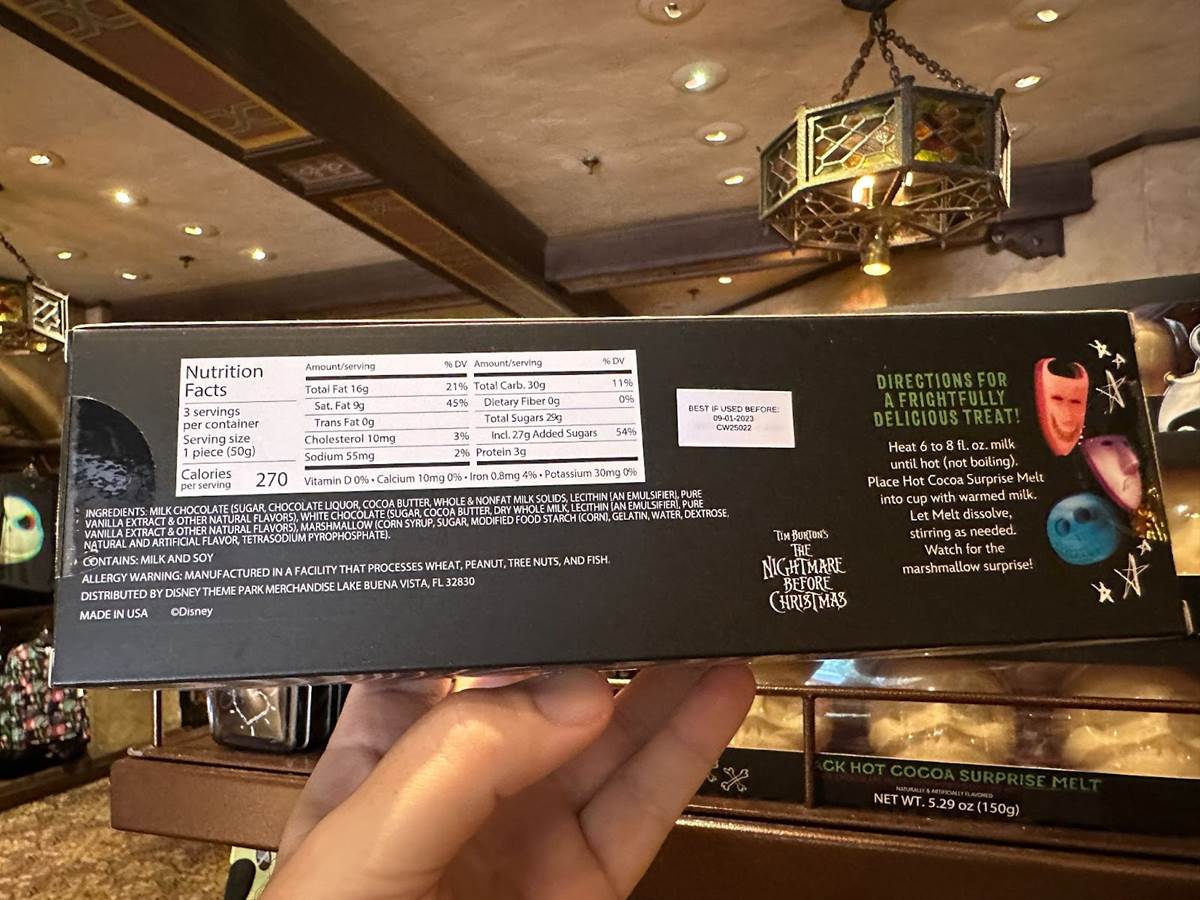 Nutrition
Facts
3 servings
per container
Serving size
1 piece (50g)
Calories
per serving
270
Amount/serving % DV Amount/serving % DV
Total Fat 16g 21% Total Carb. 30g 11%
Sat. Fat 9g 45% Dietary Fiber 0g 0%
Trans Fat 0g Total Sugars 29g
Cholesterol 10mg 3% Incl. 27g Added Sugars 54%
Sodium 55mg 2% Protein 3g
Vitamin D 0% • Calcium 10mg 0% • Iron 0.8mg 4% • Potassium 30mg 0%
INGREDIENTS: MILK CHOCOLATE (SUGAR, CHOCOLATE LIQUOR, COCOA BUTTER, WHOLE & NONFAT MILK SOLIDS, LECITHIN [AN EMULSIFIER], PURE
VANILLA EXTRACT & OTHER NATURAL FLAVORS), WHITE CHOCOLATE (SUGAR, COCOA BUTTER, DRY WHOLE MILK, LECITHIN [AN EMULSIFIER], PURE
VANILLA EXTRACT & OTHER NATURAL FLAVORS), MARSHMALLOW (CORN SYRUP, SUGAR, MODIFIED FOOD STARCH (CORN), GELATIN, WATER, DEXTROSE,
NATURAL AND ARTIFICIAL FLAVOR, TETRASODIUM PYROPHOSPHATE).
CONTAINS: MILK AND SOY
ALLERGY WARNING: MANUFACTURED IN A FACILITY THAT PROCESSES WHEAT, PEANUT, TREE NUTS, AND FISH.
DISTRIBUTED BY DISNEY THEME PARK MERCHANDISE LAKE BUENA VISTA, FL 32830
MADE IN USA ©Disney
BEST IF USED BEFORE:
09-01-2023
CW25022
TIM BURTON'S
THE
NIGHTMARE
BEFORE
CHRISTMAS
DIRECTIONS FOR
A FRIGHTFULLY
DELICIOUS TREAT!
Heat 6 to 8 fl. oz. milk
until hot (not boiling).
Place Hot Cocoa Surprise Melt
into cup with warmed milk.
Let Melt dissolve,
stirring as needed.
Watch for the
marshmallow surprise!
ACK HOT COCOA SURPRISE MELT
NATURALLY & ARTIFICIALLY FLAVORED
NET WT. 5.29 oz (150g)